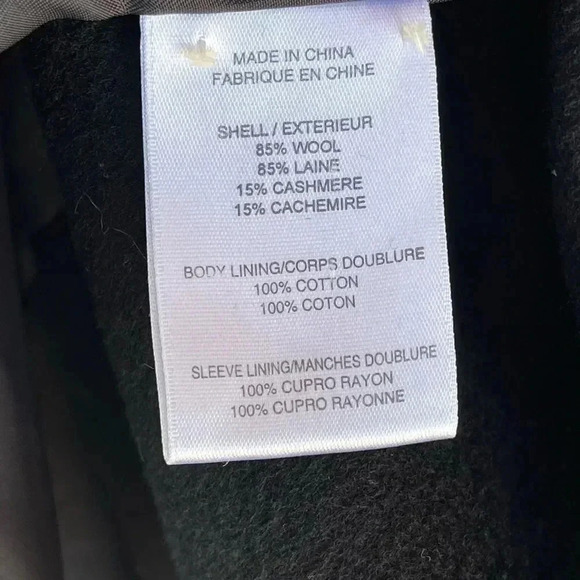 MADE IN CHINA
FABRIQUE EN CHINE
SHELL / EXTERIEUR
85% WOOL
85% LAINE
15% CASHMERE
15% CACHEMIRE
BODY LINING/CORPS DOUBLURE
100% COTTON
100% COTON
SLEEVE LINING/MANCHES DOUBLURE
100% CUPRO RAYON
100% CUPRO RAYONNE